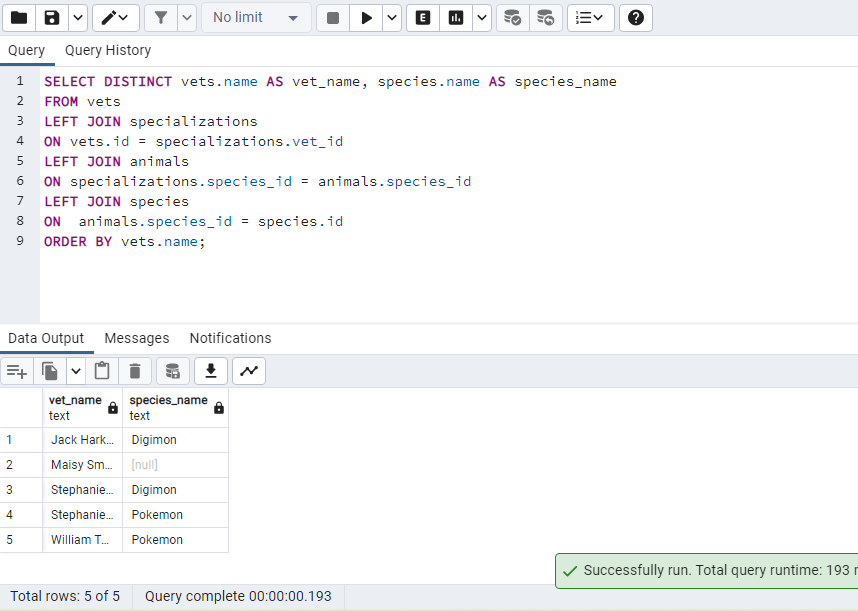 No limit
E
Query Query History
1 SELECT DISTINCT vets.name AS vet_name, species.name AS species_name
2 FROM vets
3 LEFT JOIN specializations
4 ON vets.id = specializations.vet_id
5 LEFT JOIN animals
6 ON specializations.species_id = animals.species_id
7 LEFT JOIN species
8 ON  animals.species_id = species.id
9 ORDER BY vets.name;
Data Output Messages Notifications
vet_name species_name
text text
1 Jack Hark... Digimon
2 Maisy Sm... [null]
3 Stephanie... Digimon
4 Stephanie... Pokemon
5 William T... Pokemon
Successfully run. Total query runtime: 193
Total rows: 5 of 5 Query complete 00:00:00.193